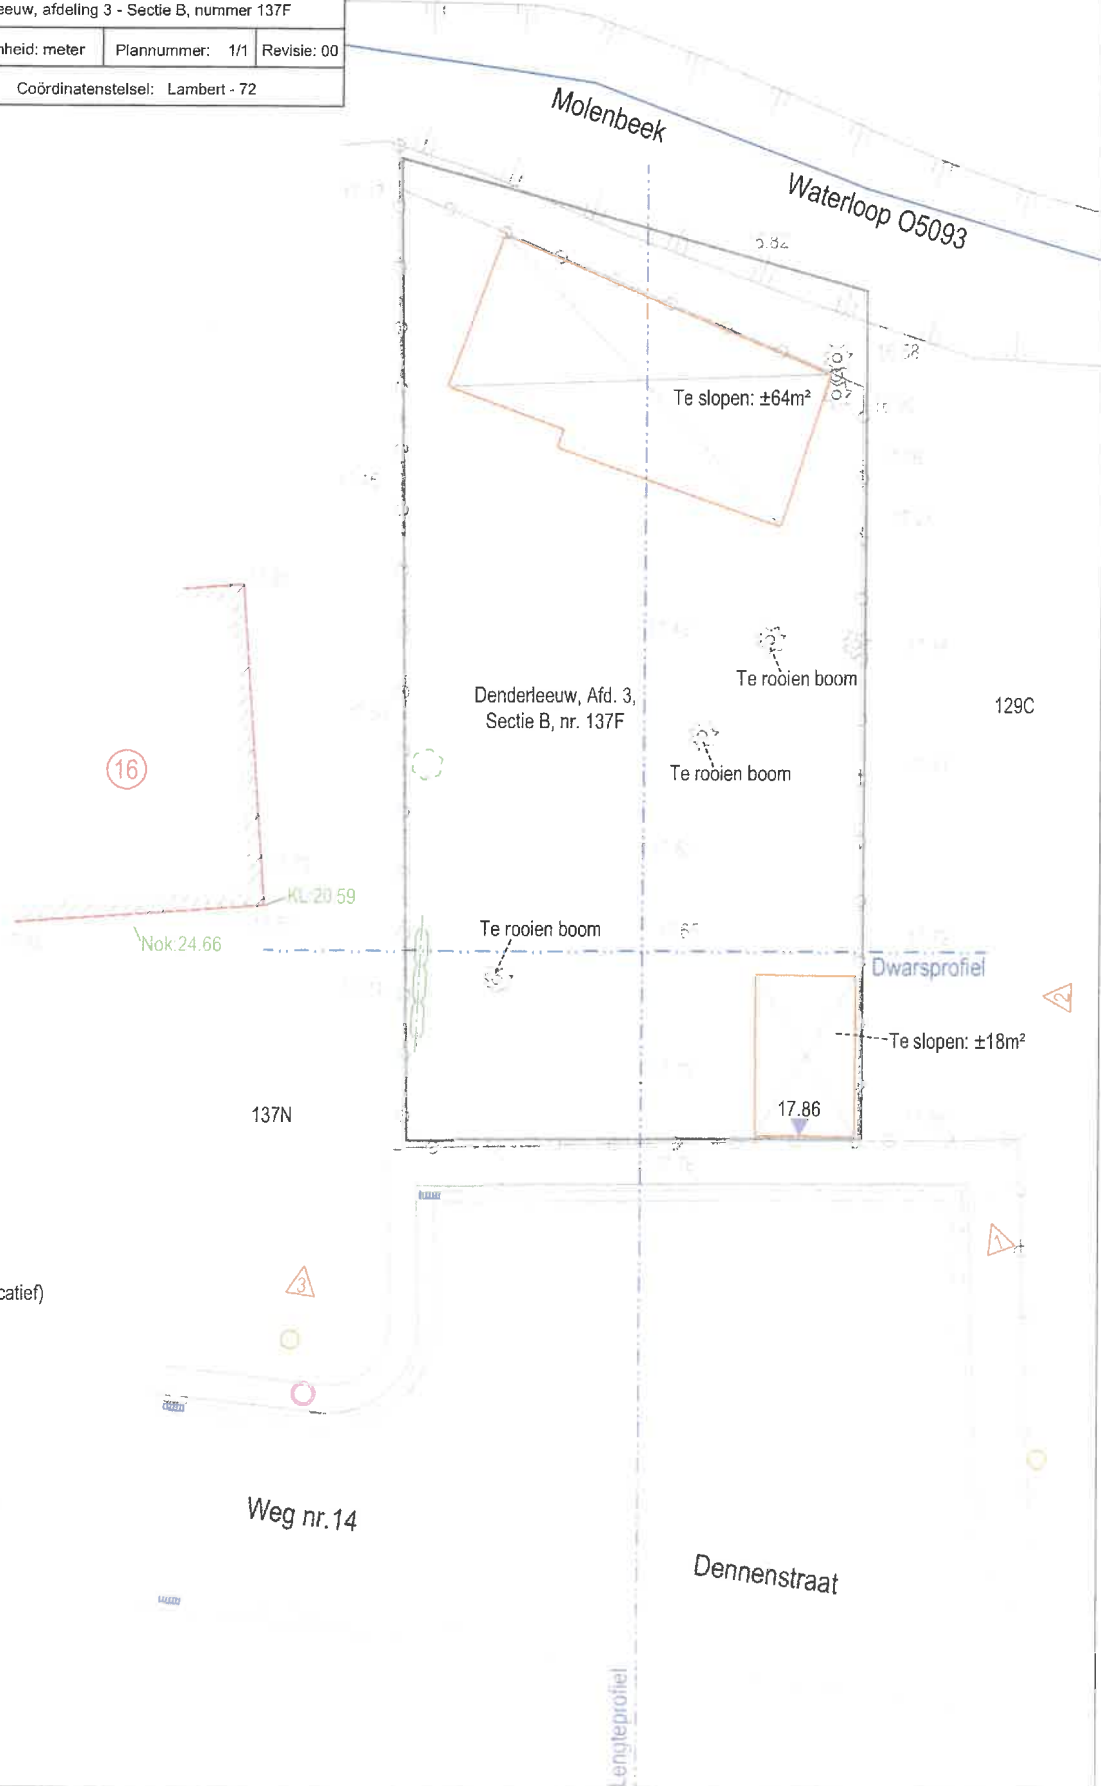 eeuw, afdeling 3 - Sectie B, nummer 137F
nheid: meter Plannummer: 1/1 Revisie: 00
Coördinatenstelsel: Lambert - 72
Molenbeek
Waterloop O5093
Te slopen: ±64m²
Te rooien boom
Denderleeuw, Afd. 3,
Sectie B, nr. 137F
129C
Te rooien boom
16
KL:20.59
Nok:24.66
Te rooien boom
Dwarsprofiel
2
Te slopen: ±18m²
17.86
137N
1
3
catief)
Weg nr.14
Dennenstraat
Lengteprofiel